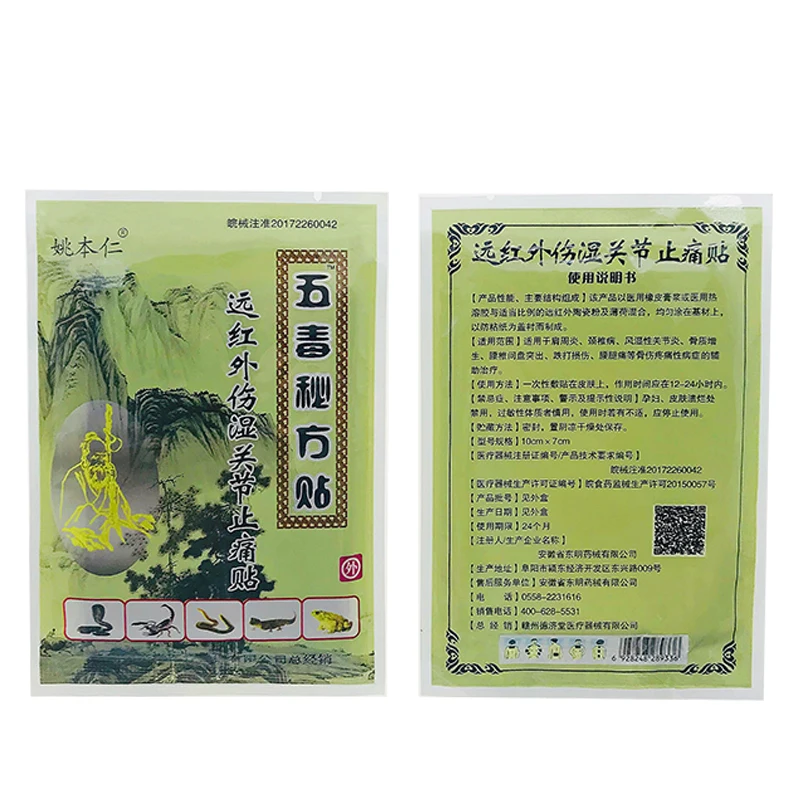 皖械注准20172260042
姚本仁®
五毒秘方贴™
远红外伤湿关节止痛贴
外
公司总经销
远红外伤湿关节止痛贴
使用说明书
【产品性能、主要结构组成】该产品以医用橡皮膏浆或医用热
溶胶与适当比例的远红外陶瓷粉及薄荷混合，均匀涂在基材上，
以防粘纸为盖衬而制成。
【适用范围】适用于肩周炎、颈椎病、风湿性关节炎、骨质增
生、腰椎间盘突出、跌打损伤、腰腿痛等骨伤疼痛性病症的辅
助治疗。
【使用方法】一次性敷贴在皮肤上，作用时间应在12-24小时内。
【禁忌症、注意事项、警示及提示性说明】孕妇、皮肤溃烂处
禁用，过敏性体质者慎用，使用时若有不适，应停止使用。
【贮藏方法】密封，置阴凉干燥处保存。
【型号规格】10cm×7cm
【医疗器械注册证编号/产品技术要求编号】
皖械注准20172260042
【医疗器械生产许可证编号】皖食药监械生产许可20150057号
【产品批号】见外盒
【生产日期】见外盒
【使用期限】24个月
【注册人/生产企业名称】
安徽省东明药械有限公司
【生产地址】阜阳市颍东经济开发区东兴路009号
【售后服务单位】安徽省东明药械有限公司
【电 话】0558-2231616
【销售电话】400-628-5531
【总 经 销】赣州德济堂医疗器械有限公司
6 928248 289336